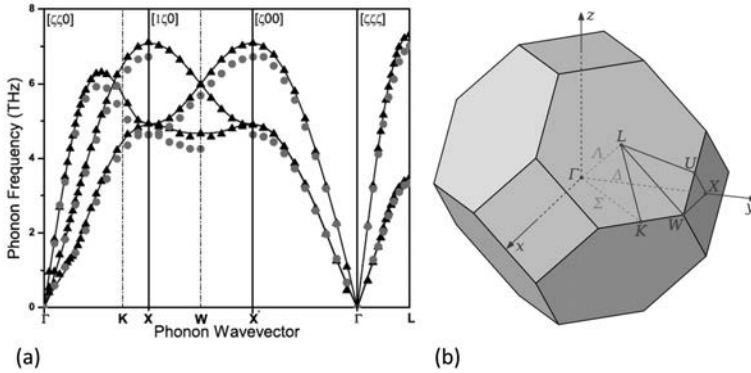 [ζζ0] [1ζ0] [ζ00] [ζζζ]
8
6
4
2
0
Phonon Frequency (THz)
Γ K X W X' Γ L
Phonon Wavevector
(a)
z
L
Λ
Γ
Δ
U
X
y
Σ
K
W
x
(b)